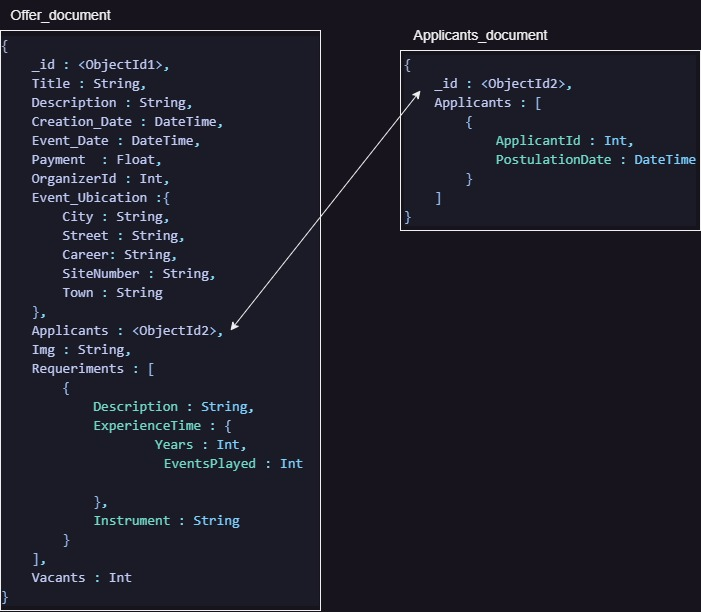 Offer_document
{
_id : <ObjectId1>,
Title : String,
Description : String,
Creation_Date : DateTime,
Event_Date : DateTime,
Payment  : Float,
OrganizerId : Int,
Event_Ubication :{
City : String,
Street : String,
Career: String,
SiteNumber : String,
Town : String
},
Applicants : <ObjectId2>,
Img : String,
Requeriments : [
{
Description : String,
ExperienceTime : {
Years : Int,
EventsPlayed : Int
},
Instrument : String
}
],
Vacants : Int
}
Applicants_document
{
_id : <ObjectId2>,
Applicants : [
{
ApplicantId : Int,
PostulationDate : DateTime
}
]
}